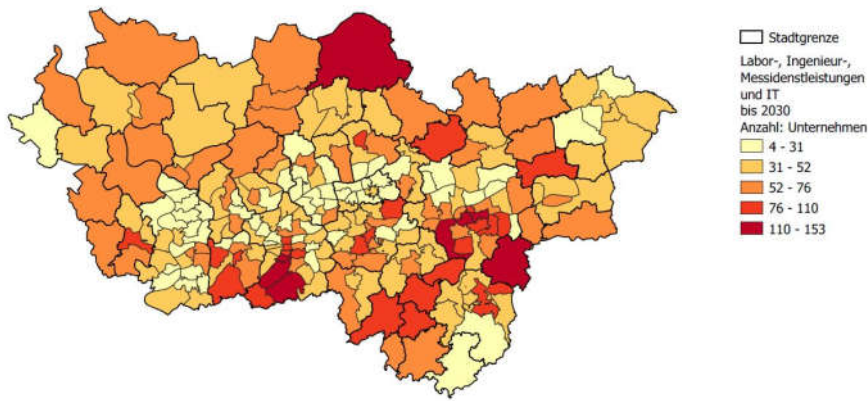 Stadtgrenze
Labor-, Ingenieur-,
Messidenstleistungen
und IT
bis 2030
Anzahl: Unternehmen
4 - 31
31 - 52
52 - 76
76 - 110
110 - 153